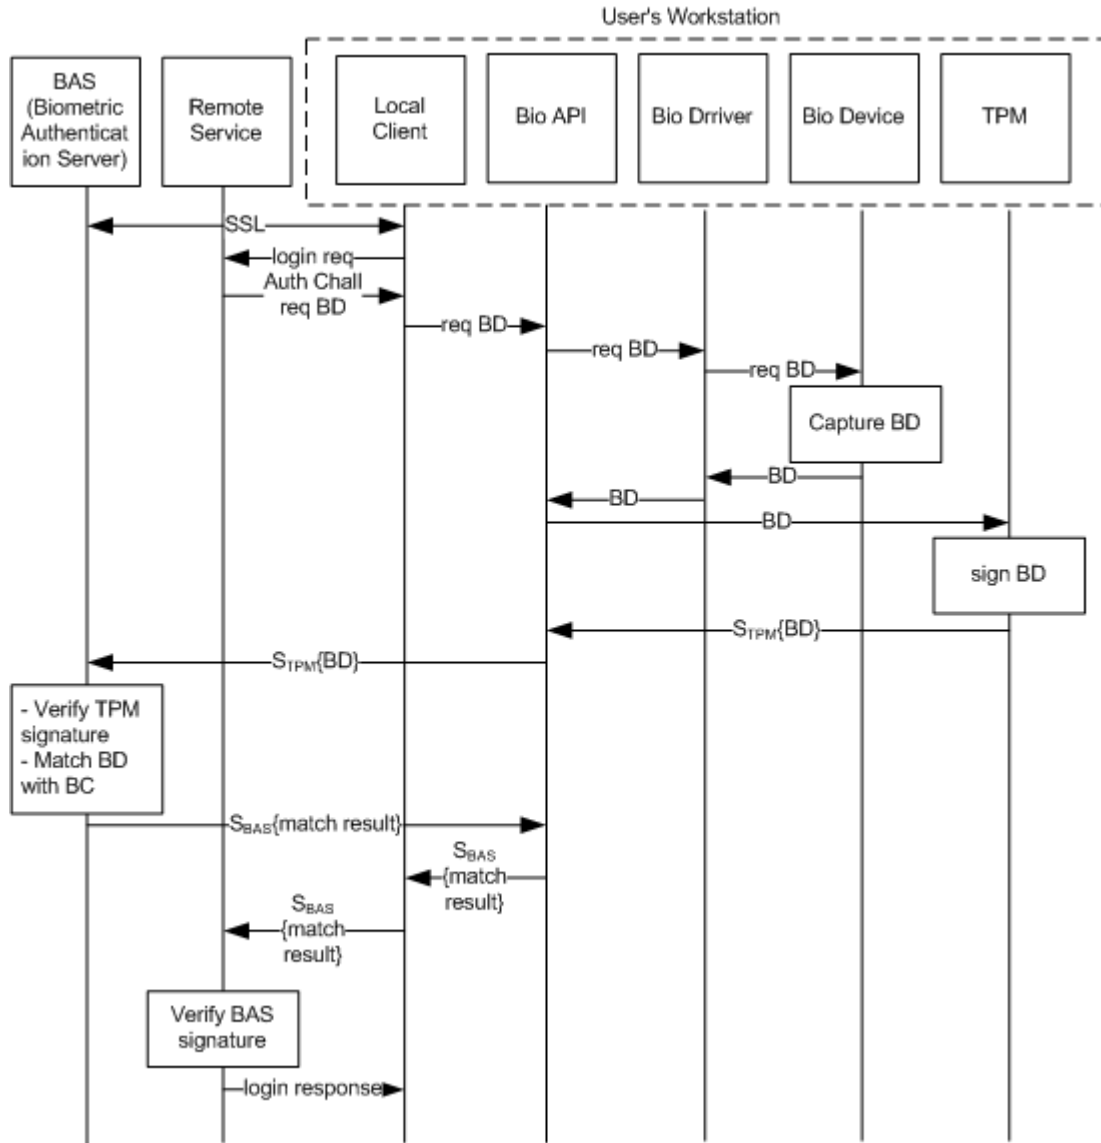 User's Workstation
BAS
(Biometric
Authenticat
ion Server)
Remote
Service
Local
Client
Bio API
Bio Drriver
Bio Device
TPM
SSL
login req
Auth Chall
req BD
req BD
req BD
req BD
Capture BD
BD
BD
BD
sign BD
STPM{BD}
STPM{BD}
- Verify TPM
signature
- Match BD
with BC
SBAS{match result}
SBAS
{match
result}
SBAS
{match
result}
Verify BAS
signature
login response